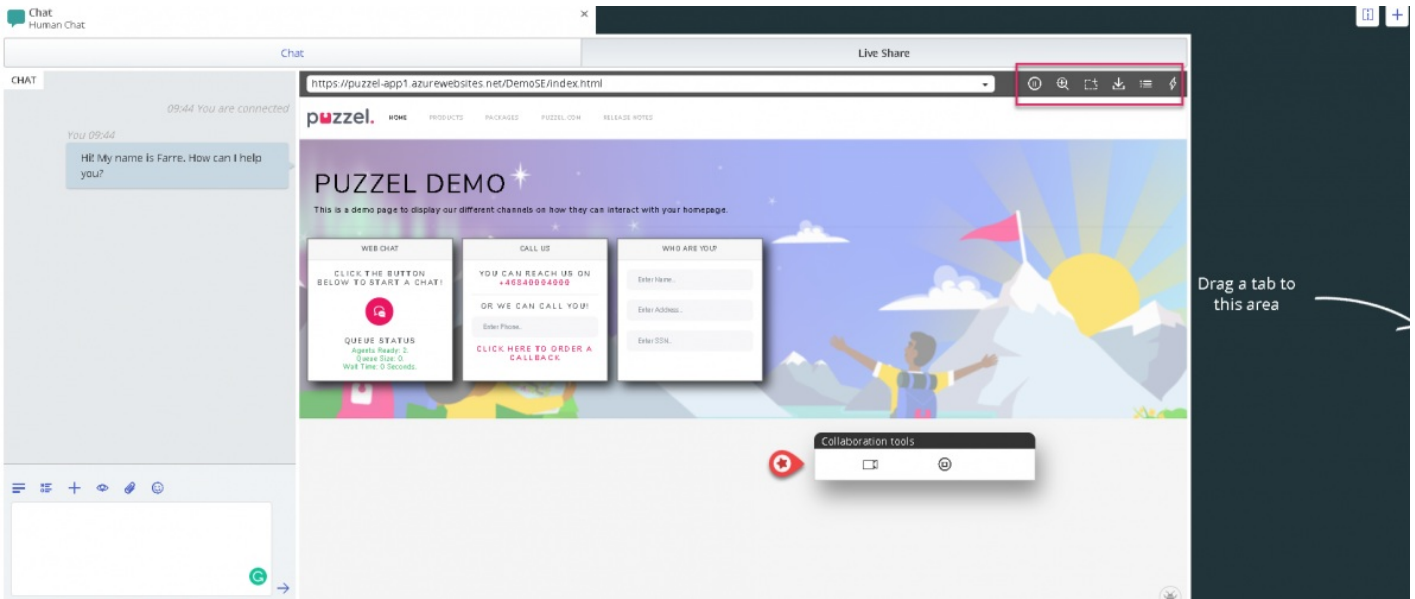 Chat
Human Chat
Chat
Live Share
CHAT
09:44 You are connected
You 09:44
Hi! My name is Farre. How can I help
you?
https://puzzel-app1.azurewebsites.net/DemoSE/index.html
puzzel.
HOME
PRODUCTS
PACKAGES
PUZZEL.COM
RELEASE NOTES
PUZZEL DEMO
This is a demo page to display our different channels on how they can interact with your homepage.
WEB CHAT
CLICK THE BUTTON
BELOW TO START A CHAT!
QUEUE STATUS
Agents Ready: 2.
Queue Size: 0.
Wait Time: 0 Seconds.
CALL US
YOU CAN REACH US ON
+46840004000
OR WE CAN CALL YOU!
Enter Phone..
CLICK HERE TO ORDER A
CALLBACK
WHO ARE YOU?
Enter Name..
Enter Address..
Enter SSN..
Collaboration tools
Drag a tab to
this area